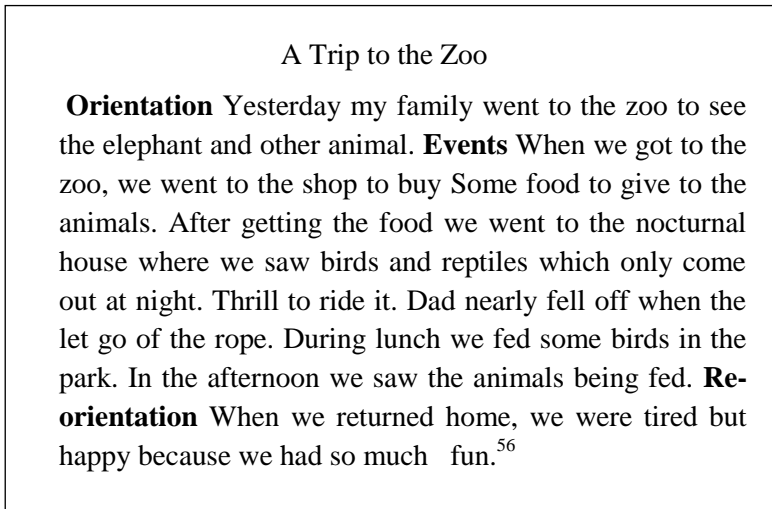 A Trip to the Zoo
Orientation Yesterday my family went to the zoo to see
the elephant and other animal. Events When we got to the
zoo, we went to the shop to buy Some food to give to the
animals. After getting the food we went to the nocturnal
house where we saw birds and reptiles which only come
out at night. Thrill to ride it. Dad nearly fell off when the
let go of the rope. During lunch we fed some birds in the
park. In the afternoon we saw the animals being fed. Re-
orientation When we returned home, we were tired but
happy because we had so much fun.56